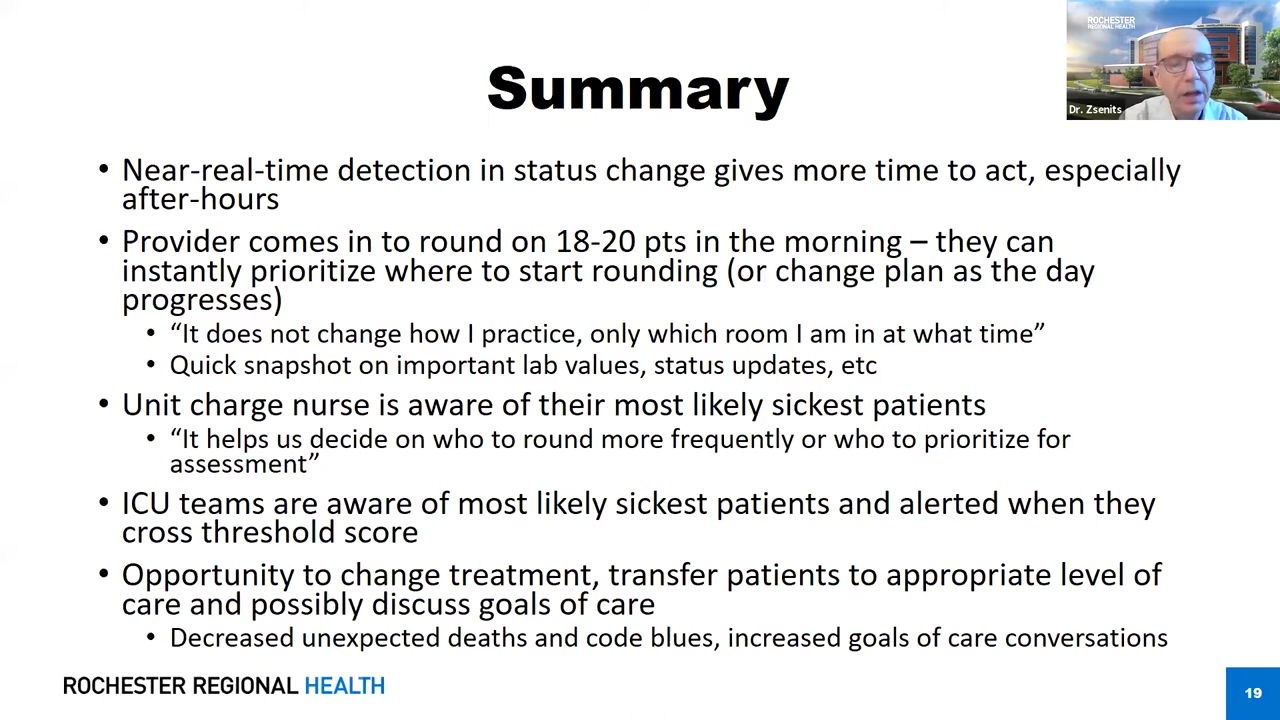 ROCHESTER
REGIONAL HEALTH
Dr. Zsenits
Summary
• Near-real-time detection in status change gives more time to act, especially
after-hours
• Provider comes in to round on 18-20 pts in the morning – they can
instantly prioritize where to start rounding (or change plan as the day
progresses)
• “It does not change how I practice, only which room I am in at what time”
• Quick snapshot on important lab values, status updates, etc
• Unit charge nurse is aware of their most likely sickest patients
• “It helps us decide on who to round more frequently or who to prioritize for
assessment”
• ICU teams are aware of most likely sickest patients and alerted when they
cross threshold score
• Opportunity to change treatment, transfer patients to appropriate level of
care and possibly discuss goals of care
• Decreased unexpected deaths and code blues, increased goals of care conversations
ROCHESTER REGIONAL HEALTH
19